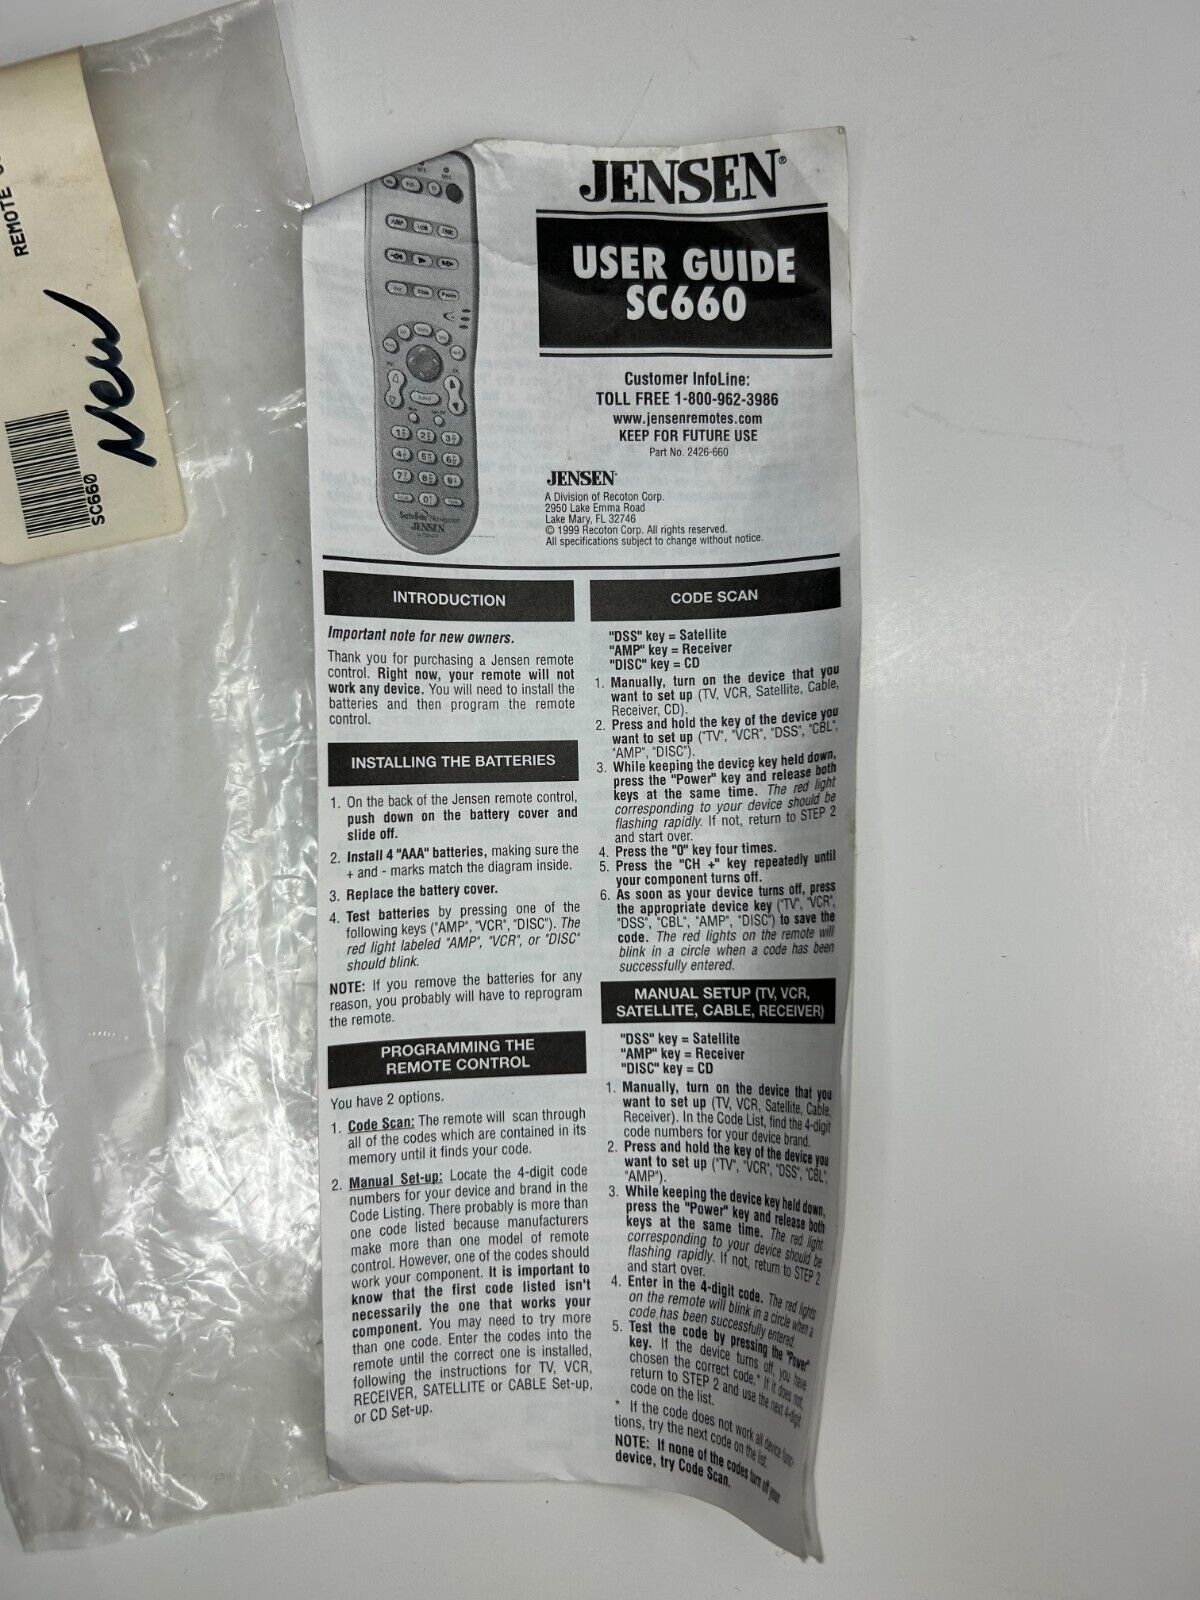 REMOTE
New
SC660
JENSEN®
USER GUIDE
SC660
Customer InfoLine:
TOLL FREE 1-800-962-3986
www.jensenremotes.com
KEEP FOR FUTURE USE
Part No. 2426-660
JENSEN
A Division of Recoton Corp.
2950 Lake Emma Road
Lake Mary, FL 32746
© 1999 Recoton Corp. All rights reserved.
All specifications subject to change without notice.
JENSEN
INTRODUCTION
Important note for new owners.
Thank you for purchasing a Jensen remote
control. Right now, your remote will not
work any device. You will need to install the
batteries and then program the remote
control.
INSTALLING THE BATTERIES
1. On the back of the Jensen remote control,
push down on the battery cover and
slide off.
2. Install 4 "AAA" batteries, making sure the
+ and - marks match the diagram inside.
3. Replace the battery cover.
4. Test batteries by pressing one of the
following keys ("AMP", "VCR", "DISC"). The
red light labeled "AMP", "VCR", or "DISC"
should blink.
NOTE: If you remove the batteries for any
reason, you probably will have to reprogram
the remote.
PROGRAMMING THE
REMOTE CONTROL
You have 2 options.
1. Code Scan: The remote will scan through
all of the codes which are contained in its
memory until it finds your code.
2. Manual Set-up: Locate the 4-digit code
numbers for your device and brand in the
Code Listing. There probably is more than
one code listed because manufacturers
make more than one model of remote
control. However, one of the codes should
work your component. It is important to
know that the first code listed isn't
necessarily the one that works your
component. You may need to try more
than one code. Enter the codes into the
remote until the correct one is installed,
following the instructions for TV, VCR,
RECEIVER, SATELLITE or CABLE Set-up,
or CD Set-up.
CODE SCAN
"DSS" key = Satellite
"AMP" key = Receiver
"DISC" key = CD
1. Manually, turn on the device that you
want to set up (TV, VCR, Satellite, Cable,
Receiver, CD).
2. Press and hold the key of the device you
want to set up ("TV", "VCR", "DSS", "CBL",
"AMP", "DISC").
3. While keeping the device key held down,
press the "Power" key and release both
keys at the same time. The red light
corresponding to your device should be
flashing rapidly. If not, return to STEP 2
and start over.
4. Press the "0" key four times.
5. Press the "CH +" key repeatedly until
your component turns off.
6. As soon as your device turns off, press
the appropriate device key ("TV", "VCR",
"DSS", "CBL", "AMP", "DISC") to save the
code. The red lights on the remote will
blink in a circle when a code has been
successfully entered.
MANUAL SETUP (TV, VCR,
SATELLITE, CABLE, RECEIVER)
"DSS" key = Satellite
"AMP" key = Receiver
"DISC" key = CD
1. Manually, turn on the device that you
want to set up (TV, VCR, Satellite, Cable,
Receiver). In the Code List, find the 4-digit
code numbers for your device brand.
2. Press and hold the key of the device you
want to set up ("TV", "VCR", "DSS", "CBL",
"AMP").
3. While keeping the device key held down,
press the "Power" key and release both
keys at the same time. The red light
corresponding to your device should be
flashing rapidly. If not, return to STEP 2
and start over.
4. Enter in the 4-digit code. The red lights
on the remote will blink in a circle when a
code has been successfully entered.
5. Test the code by pressing the "Power"
key. If the device turns off, you have
chosen the correct code.* If it does not,
return to STEP 2 and use the next 4-digit
code on the list.
* If the code does not work all device func-
tions, try the next code on the list.
NOTE: If none of the codes turn off your
device, try Code Scan.